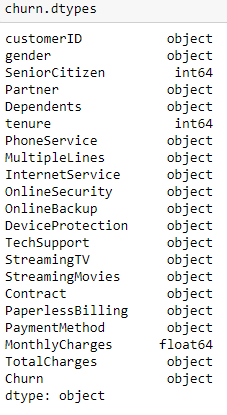 churn.dtypes
customerID object
gender object
SeniorCitizen int64
Partner object
Dependents object
tenure int64
PhoneService object
MultipleLines object
InternetService object
OnlineSecurity object
OnlineBackup object
DeviceProtection object
TechSupport object
StreamingTV object
StreamingMovies object
Contract object
PaperlessBilling object
PaymentMethod object
MonthlyCharges float64
TotalCharges object
Churn object
dtype: object